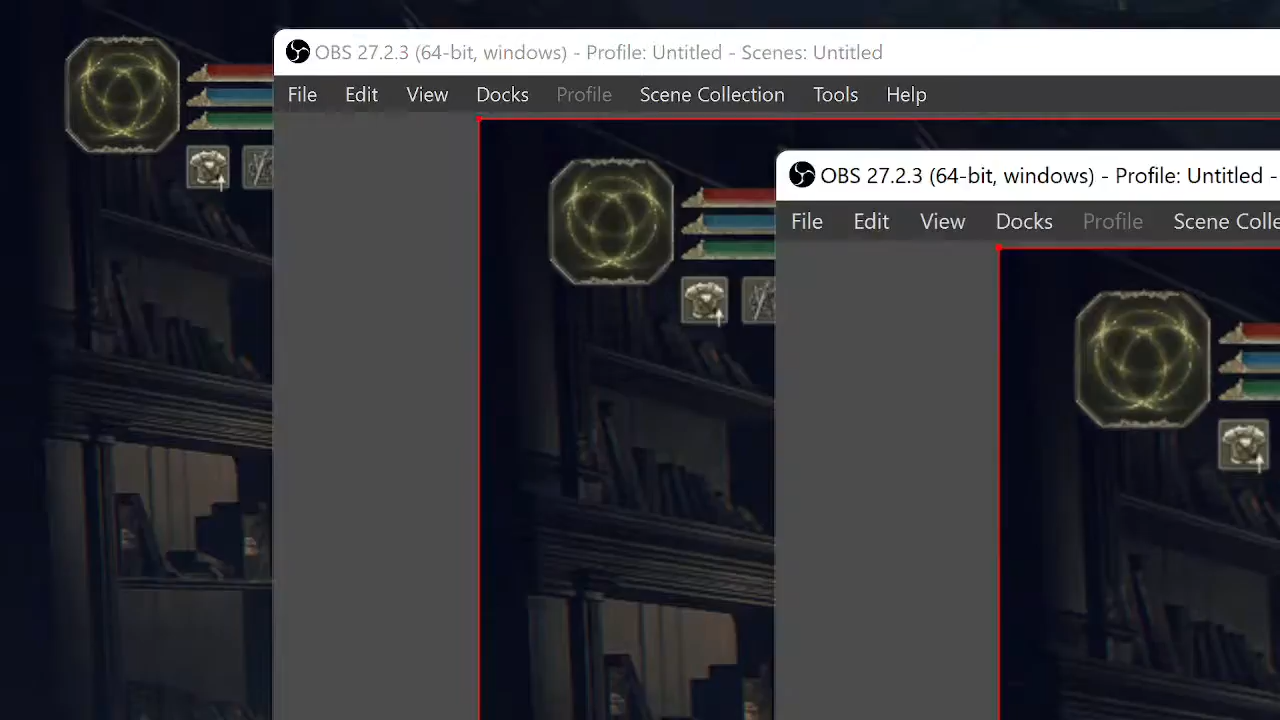 OBS 27.2.3 (64-bit, windows) - Profile: Untitled - Scenes: Untitled
File Edit View Docks Profile Scene Collection Tools Help
OBS 27.2.3 (64-bit, windows) - Profile: Untitled -
File Edit View Docks Profile Scene Colle